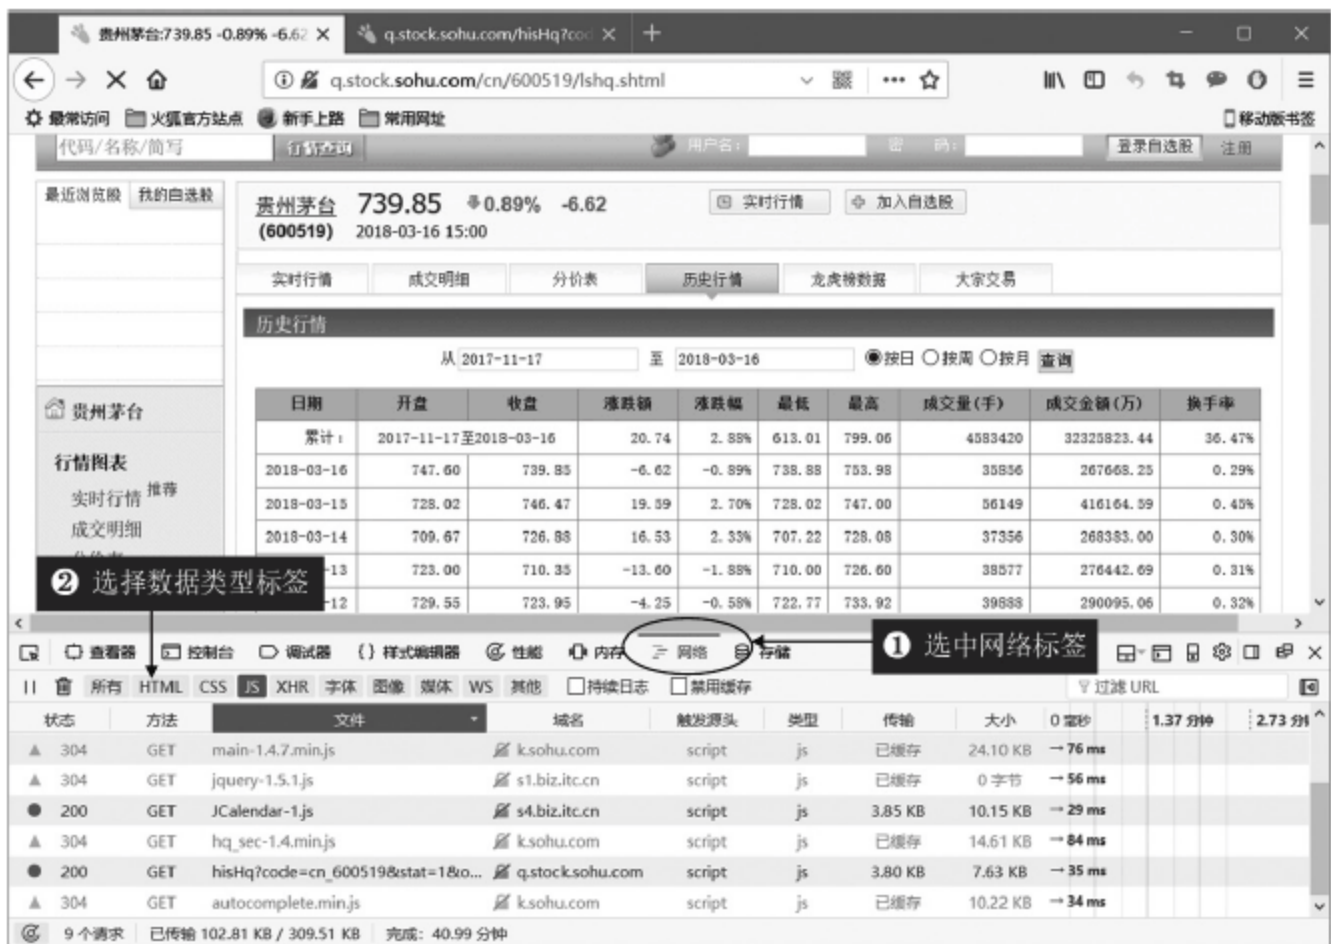 贵州茅台:739.85 -0.89% -6.62
q.stock.sohu.com/hisHq?cod
q.stock.sohu.com/cn/600519/lshq.shtml
最常访问 火狐官方站点 新手上路 常用网址 移动版书签
代码/名称/简写 行情查询 用户名: 密 码: 登录自选股 注册
最近浏览股 我的自选股
贵州茅台 739.85 0.89% -6.62 实时行情 加入自选股
(600519) 2018-03-16 15:00
实时行情 成交明细 分价表 历史行情 龙虎榜数据 大宗交易
历史行情
从 2017-11-17 至 2018-03-16 按日 按周 按月 查询
日期 开盘 收盘 涨跌额 涨跌幅 最低 最高 成交量(手) 成交金额(万) 换手率
累计: 2017-11-17至2018-03-16 20.74 2.88% 613.01 799.06 4583420 32325823.44 36.47%
2018-03-16 747.60 739.85 -6.62 -0.89% 738.88 753.98 35856 267668.25 0.29%
2018-03-15 728.02 746.47 19.59 2.70% 728.02 747.00 56149 416164.59 0.45%
2018-03-14 709.67 726.88 16.53 2.33% 707.22 728.08 37356 268383.00 0.30%
-13 723.00 710.35 -13.60 -1.88% 710.00 726.60 38577 276442.69 0.31%
-12 729.55 723.95 -4.25 -0.58% 722.77 733.92 39888 290095.06 0.32%
贵州茅台
行情图表
实时行情 推荐
成交明细
❷ 选择数据类型标签
❶ 选中网络标签
查看器 控制台 调试器 {} 样式编辑器 性能 内存 网络 存储
所有 HTML CSS JS XHR 字体 图像 媒体 WS 其他 持续日志 禁用缓存 过滤 URL
状态 方法 文件 域名 触发源头 类型 传输 大小 0 毫秒 1.37 分钟 2.73 分钟
304 GET main-1.4.7.min.js k.sohu.com script js 已缓存 24.10 KB → 76 ms
304 GET jquery-1.5.1.js s1.biz.itc.cn script js 已缓存 0 字节 → 56 ms
200 GET JCalendar-1.js s4.biz.itc.cn script js 3.85 KB 10.15 KB → 29 ms
304 GET hq_sec-1.4.min.js k.sohu.com script js 已缓存 14.61 KB → 84 ms
200 GET hisHq?code=cn_600519&stat=1&o... q.stock.sohu.com script js 3.80 KB 7.63 KB → 35 ms
304 GET autocomplete.min.js k.sohu.com script js 已缓存 10.22 KB → 34 ms
9 个请求 已传输 102.81 KB / 309.51 KB 完成: 40.99 分钟